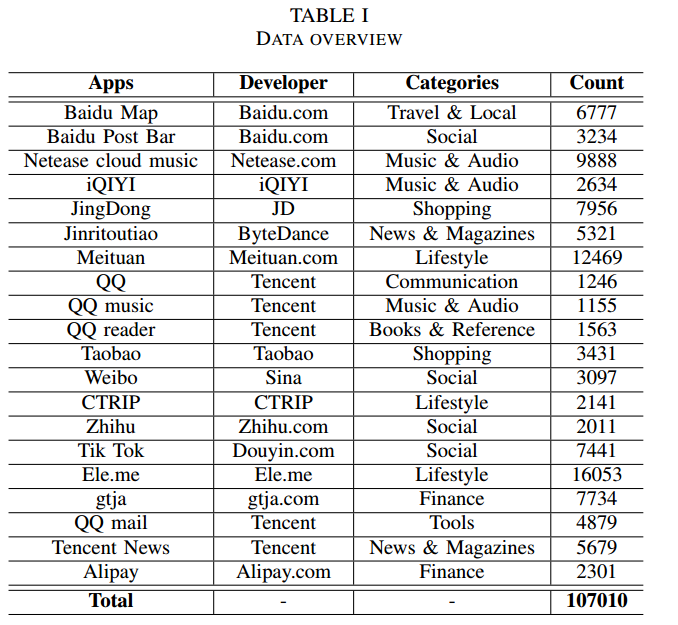 TABLE I
DATA OVERVIEW
Apps Developer Categories Count
Baidu Map Baidu.com Travel & Local 6777
Baidu Post Bar Baidu.com Social 3234
Netease cloud music Netease.com Music & Audio 9888
iQIYI iQIYI Music & Audio 2634
JingDong JD Shopping 7956
Jinritoutiao ByteDance News & Magazines 5321
Meituan Meituan.com Lifestyle 12469
QQ Tencent Communication 1246
QQ music Tencent Music & Audio 1155
QQ reader Tencent Books & Reference 1563
Taobao Taobao Shopping 3431
Weibo Sina Social 3097
CTRIP CTRIP Lifestyle 2141
Zhihu Zhihu.com Social 2011
Tik Tok Douyin.com Social 7441
Ele.me Ele.me Lifestyle 16053
gtja gtja.com Finance 7734
QQ mail Tencent Tools 4879
Tencent News Tencent News & Magazines 5679
Alipay Alipay.com Finance 2301
Total - - 107010